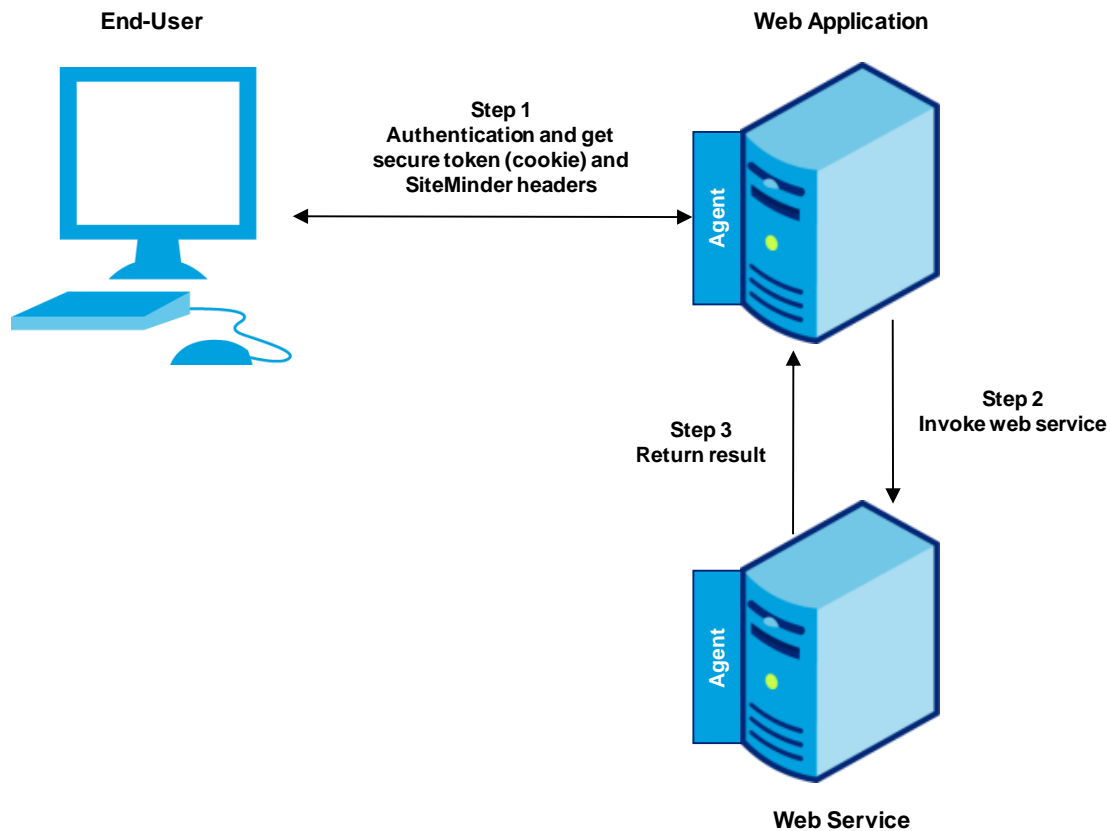 End-User
Web Application
Step 1
Authentication and get
secure token (cookie) and
SiteMinder headers
Agent
Step 2
Invoke web service
Step 3
Return result
Agent
Web Service